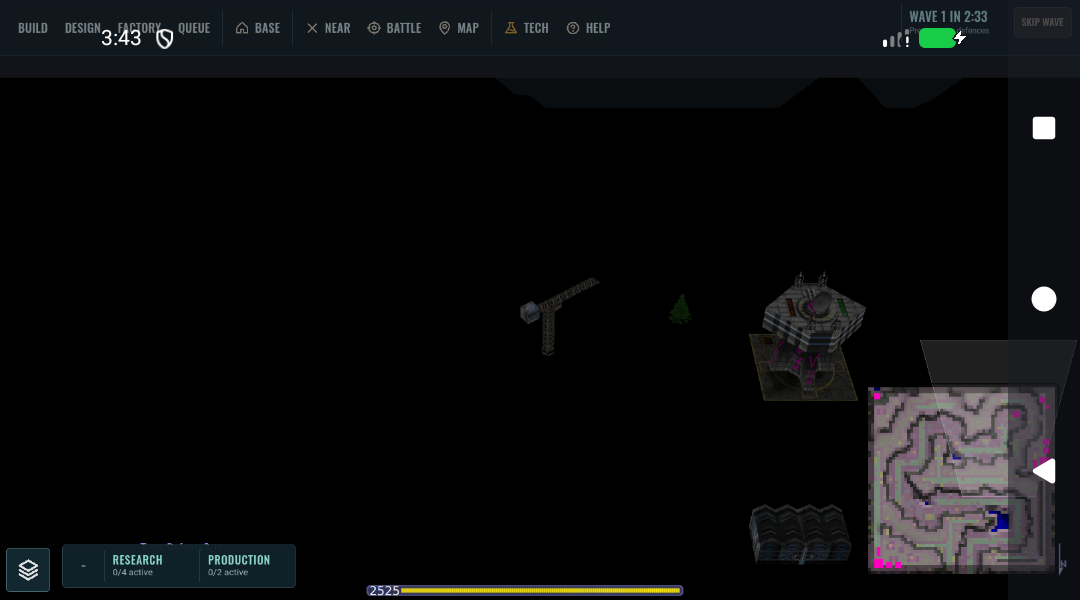 BUILD DESIGN FACTORY QUEUE BASE NEAR BATTLE MAP TECH HELP
WAVE 1 IN 2:33
SKIP WAVE
3:43
RESEARCH
0/4 active
PRODUCTION
0/2 active
-
2525